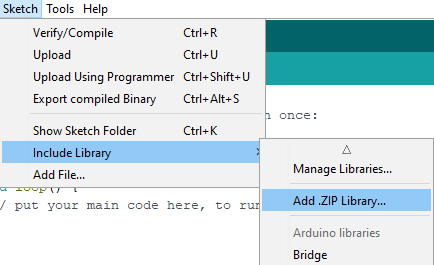 Sketch Tools Help
Verify/Compile Ctrl+R
Upload Ctrl+U
Upload Using Programmer Ctrl+Shift+U
Export compiled Binary Ctrl+Alt+S
n once:
Show Sketch Folder Ctrl+K
Include Library
Add File...
Manage Libraries...
loop() {
Add .ZIP Library...
/ put your main code here, to run
Arduino libraries
Bridge